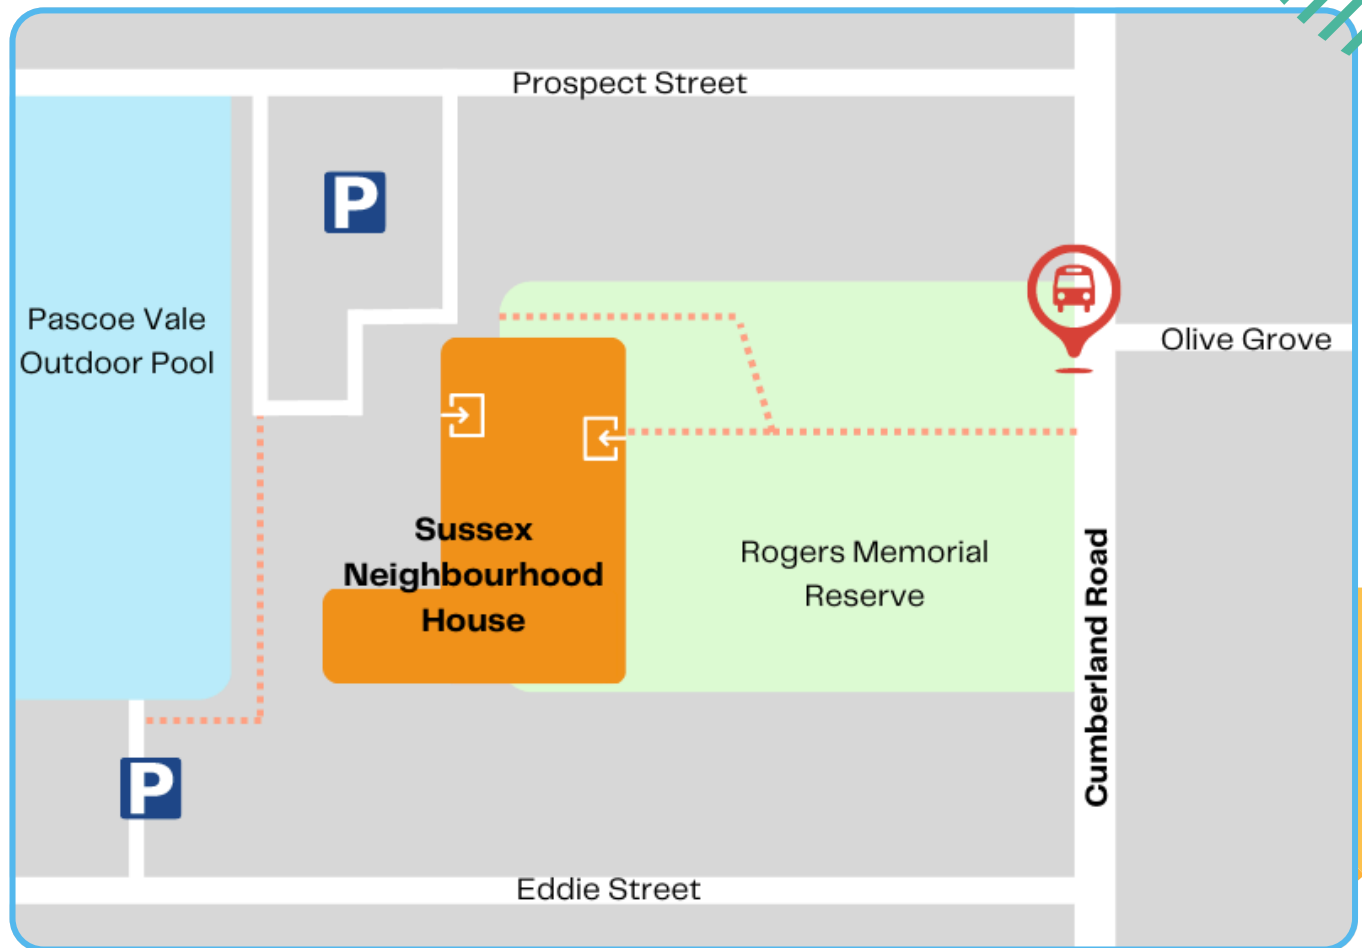 Prospect Street
P
Pascoe Vale
Outdoor Pool
Olive Grove
Sussex
Neighbourhood
House
Rogers Memorial
Reserve
Cumberland Road
P
Eddie Street